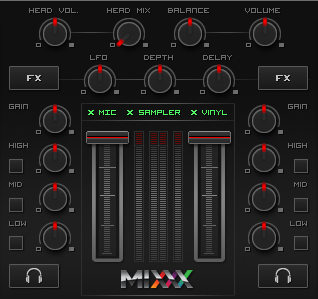 HEAD VOL. HEAD MIX BALANCE VOLUME
LFO DEPTH DELAY
FX FX
X MIC X SAMPLER X VINYL
GAIN GAIN
HIGH HIGH
MID MID
LOW LOW
MIXXX